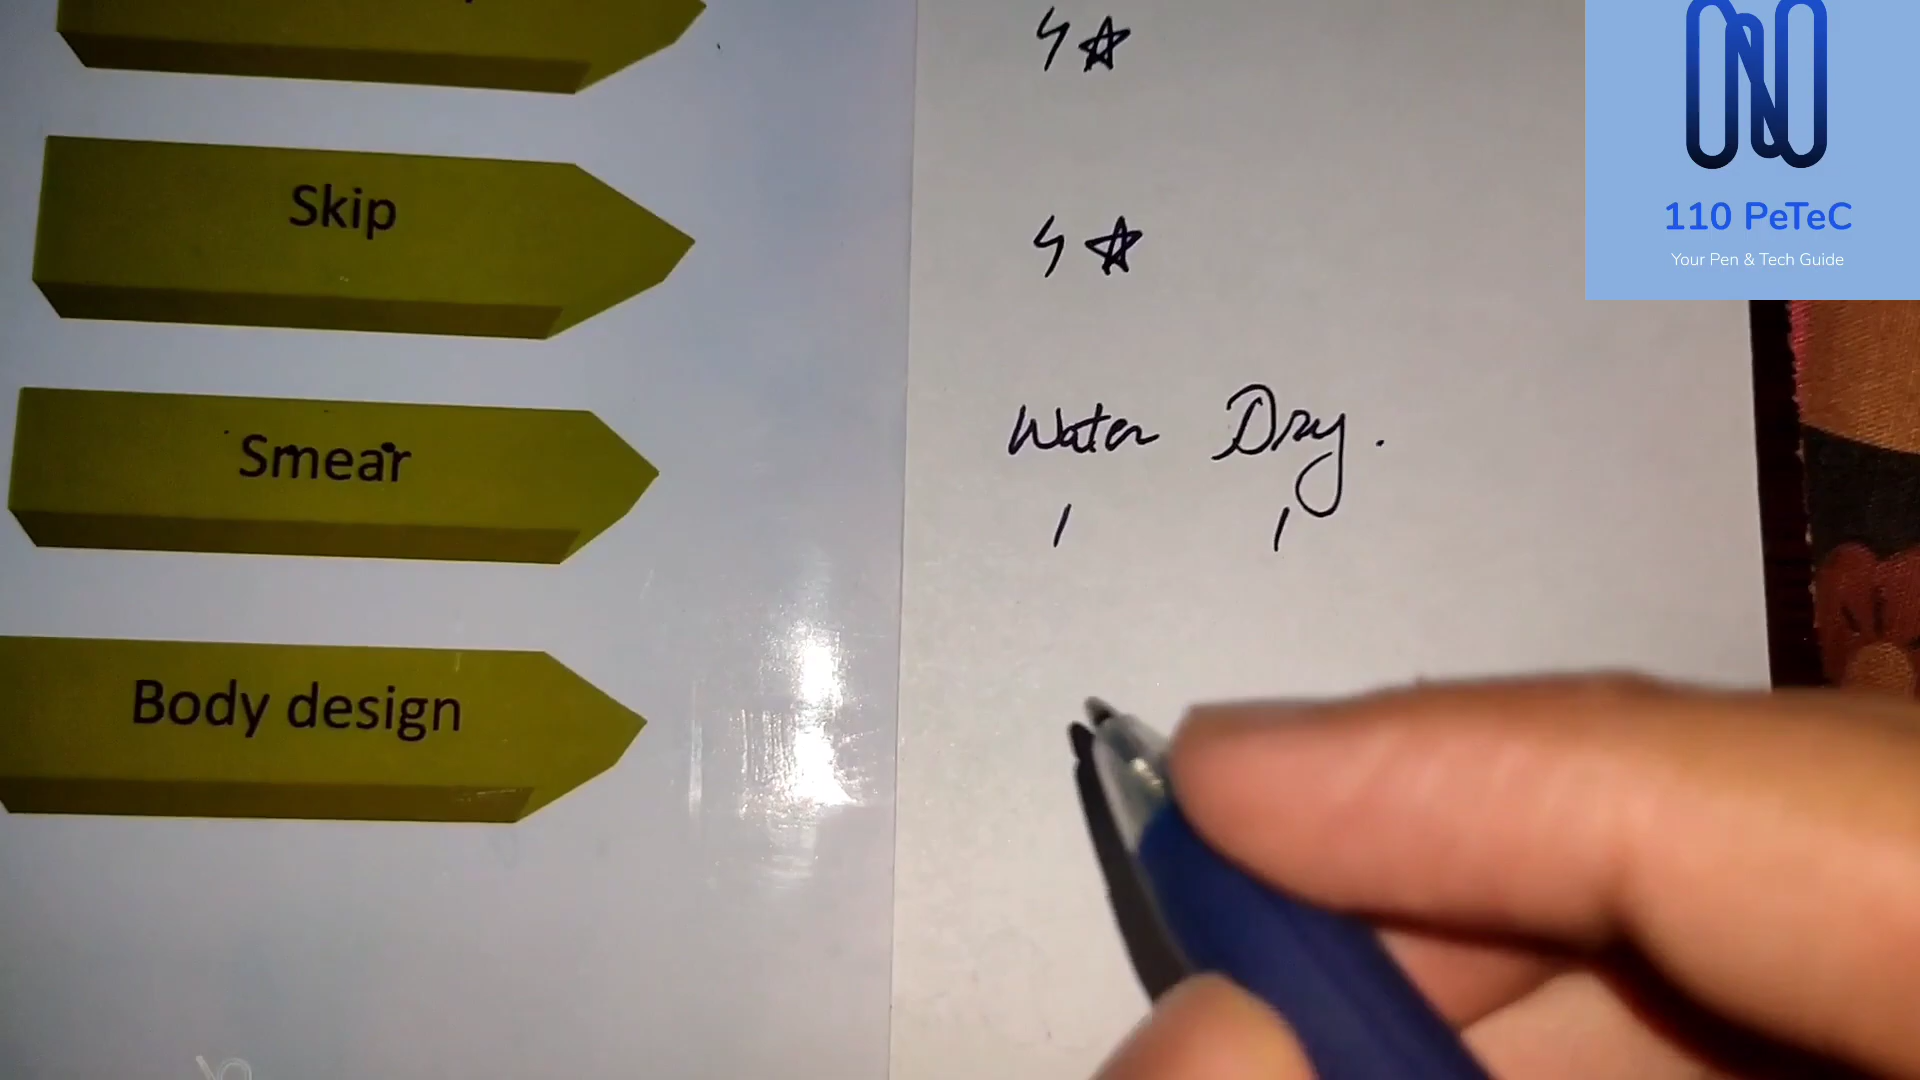 4☆
110 PeTeC
Your Pen & Tech Guide
Skip 4☆
Smear Water Dry.
1 1
Body design